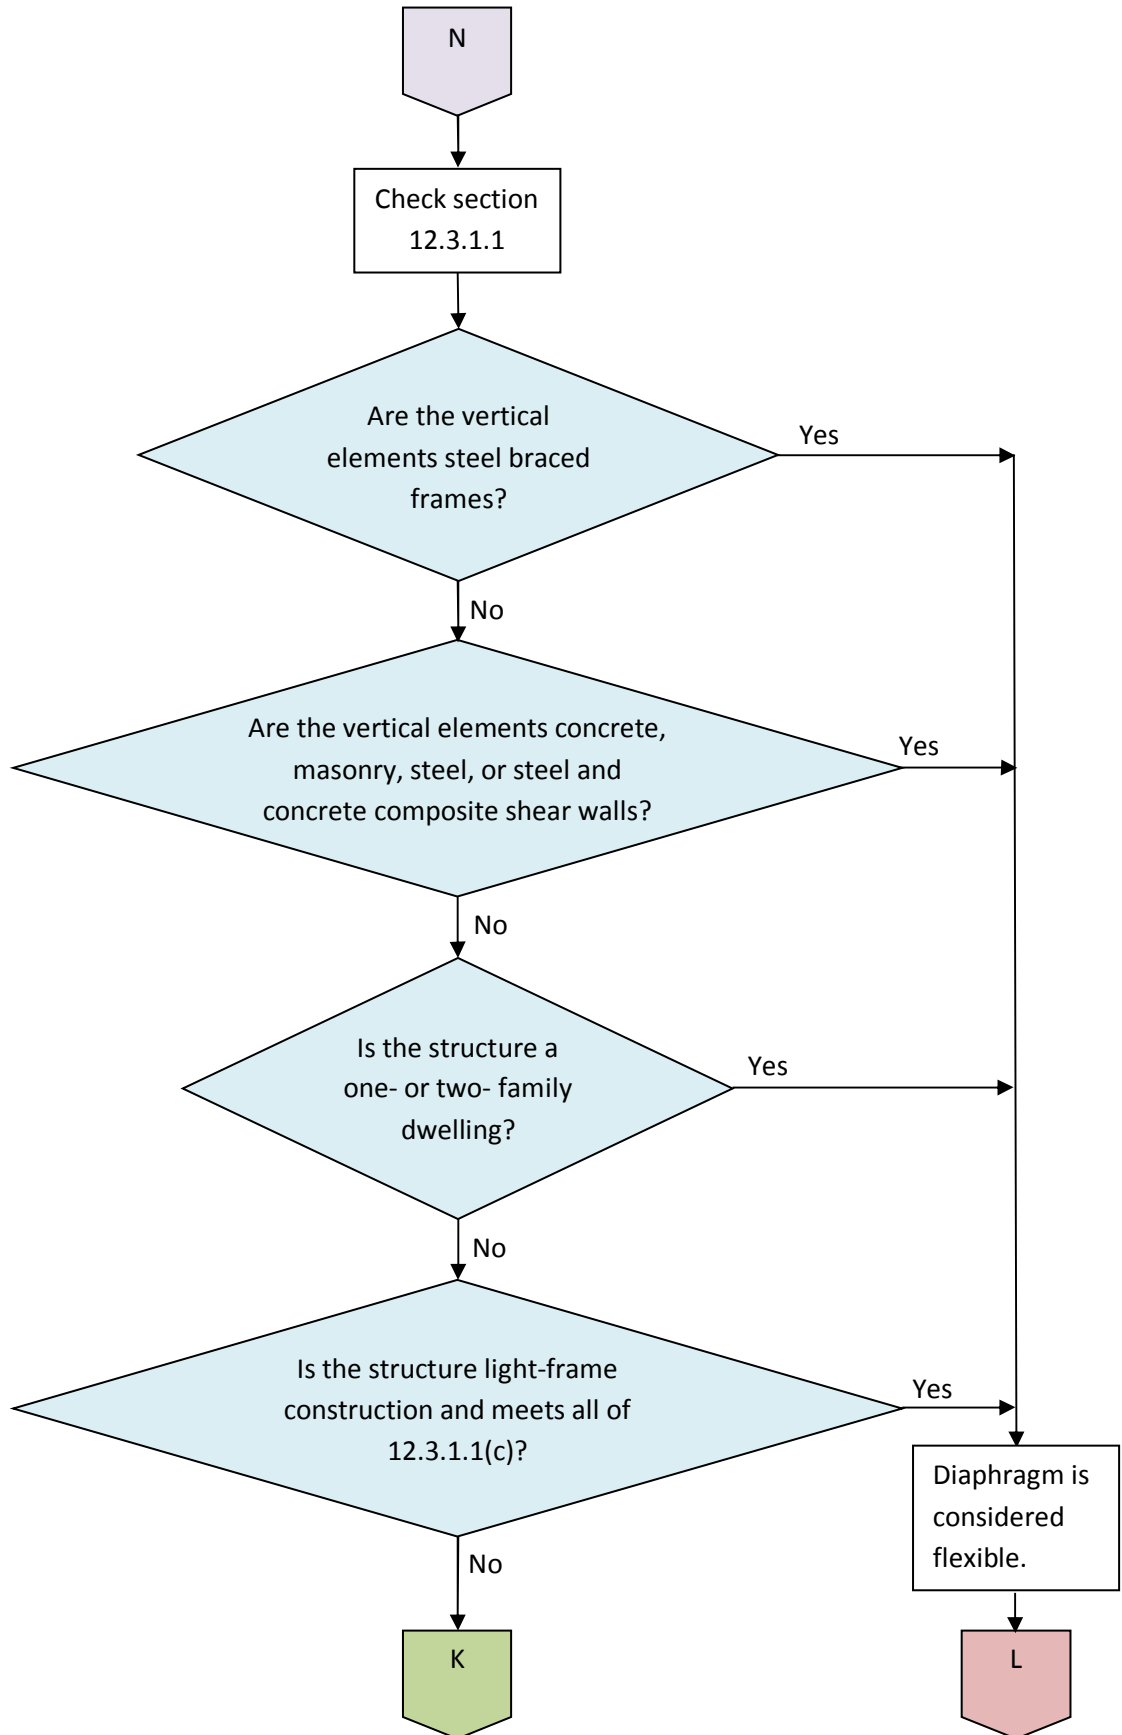 N
Check section
12.3.1.1
Are the vertical
elements steel braced
frames?
Yes
No
Are the vertical elements concrete,
masonry, steel, or steel and
concrete composite shear walls?
Yes
No
Is the structure a
one- or two- family
dwelling?
Yes
No
Is the structure light-frame
construction and meets all of
12.3.1.1(c)?
Yes
Diaphragm is
considered
flexible.
No
K
L